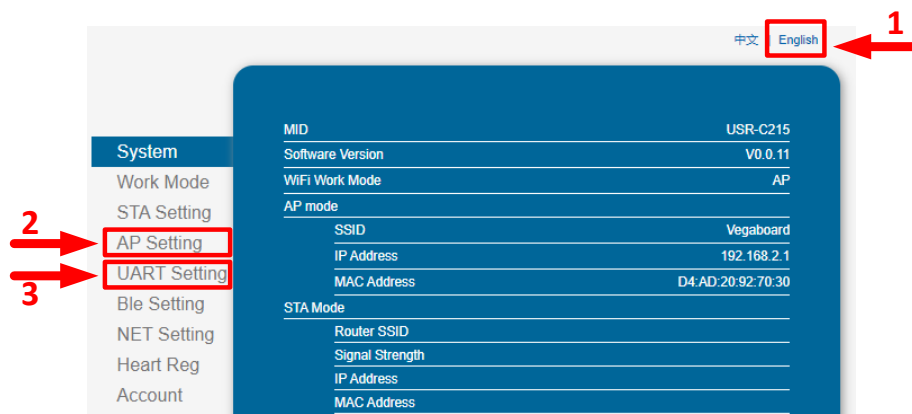 1
中文 English
MID USR-C215
System
Software Version V0.0.11
Work Mode
WiFi Work Mode AP
STA Setting
AP mode
2
AP Setting
SSID Vegaboard
IP Address 192.168.2.1
3
UART Setting
MAC Address D4:AD:20:92:70:30
Ble Setting
STA Mode
NET Setting
Router SSID
Signal Strength
Heart Reg
IP Address
Account
MAC Address